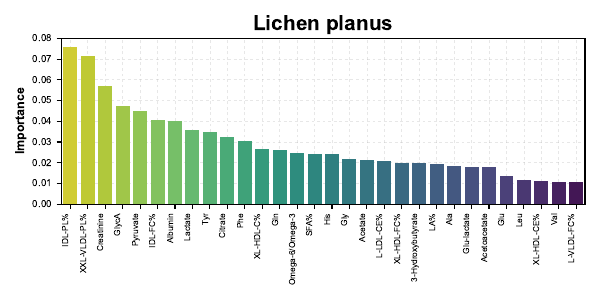 Lichen planus
Importance
0.08
0.07
0.06
0.05
0.04
0.03
0.02
0.01
0.00
IDL-PL%
XXL-VLDL-PL%
Creatinine
GlycA
Pyruvate
IDL-FC%
Albumin
Lactate
Tyr
Citrate
Phe
XL-HDL-C%
Gln
Omega-6/Omega-3
SFA%
His
Gly
Acetate
L-LDL-CE%
XL-HDL-FC%
3-Hydroxybutyrate
LA%
Ala
Glu-lactate
Acetoacetate
Glu
Leu
XL-HDL-CE%
Val
L-VLDL-FC%